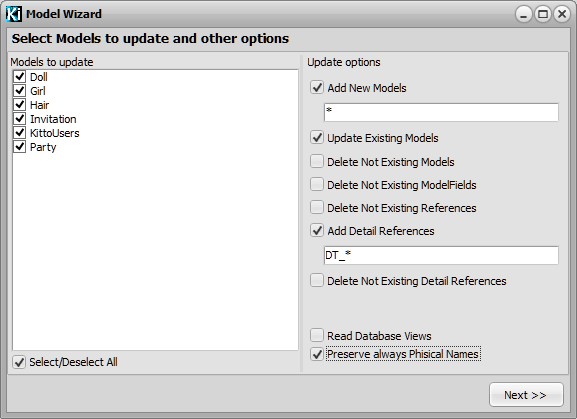 Ki Model Wizard
Select Models to update and other options
Models to update
Doll
Girl
Hair
Invitation
KittoUsers
Party
Select/Deselect All
Update options
Add New Models
*
Update Existing Models
Delete Not Existing Models
Delete Not Existing ModelFields
Delete Not Existing References
Add Detail References
DT_*
Delete Not Existing Detail References
Read Database Views
Preserve always Phisical Names
Next >>